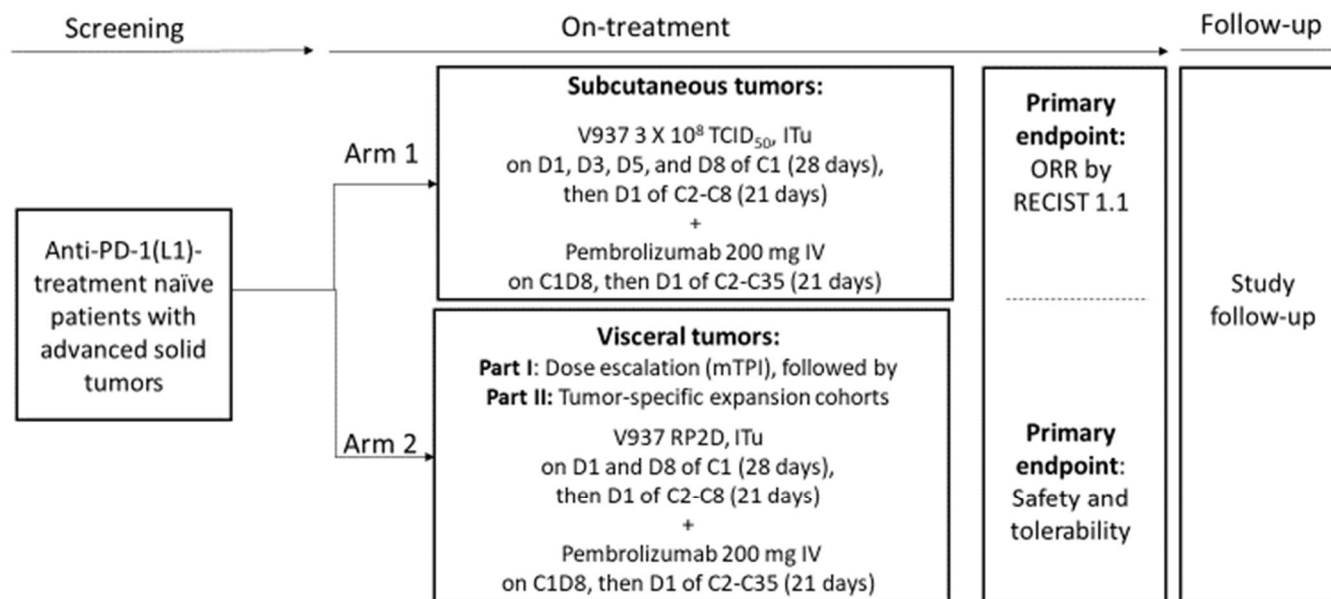 Screening
On-treatment
Follow-up
Anti-PD-1(L1)-
treatment naïve
patients with
advanced solid
tumors
Arm 1
Subcutaneous tumors:
V937 3 X 10⁸ TCID₅₀, ITu
on D1, D3, D5, and D8 of C1 (28 days),
then D1 of C2-C8 (21 days)
+
Pembrolizumab 200 mg IV
on C1D8, then D1 of C2-C35 (21 days)
Arm 2
Visceral tumors:
Part I: Dose escalation (mTPI), followed by
Part II: Tumor-specific expansion cohorts
V937 RP2D, ITu
on D1 and D8 of C1 (28 days),
then D1 of C2-C8 (21 days)
+
Pembrolizumab 200 mg IV
on C1D8, then D1 of C2-C35 (21 days)
Primary
endpoint:
ORR by
RECIST 1.1
Primary
endpoint:
Safety and
tolerability
Study
follow-up